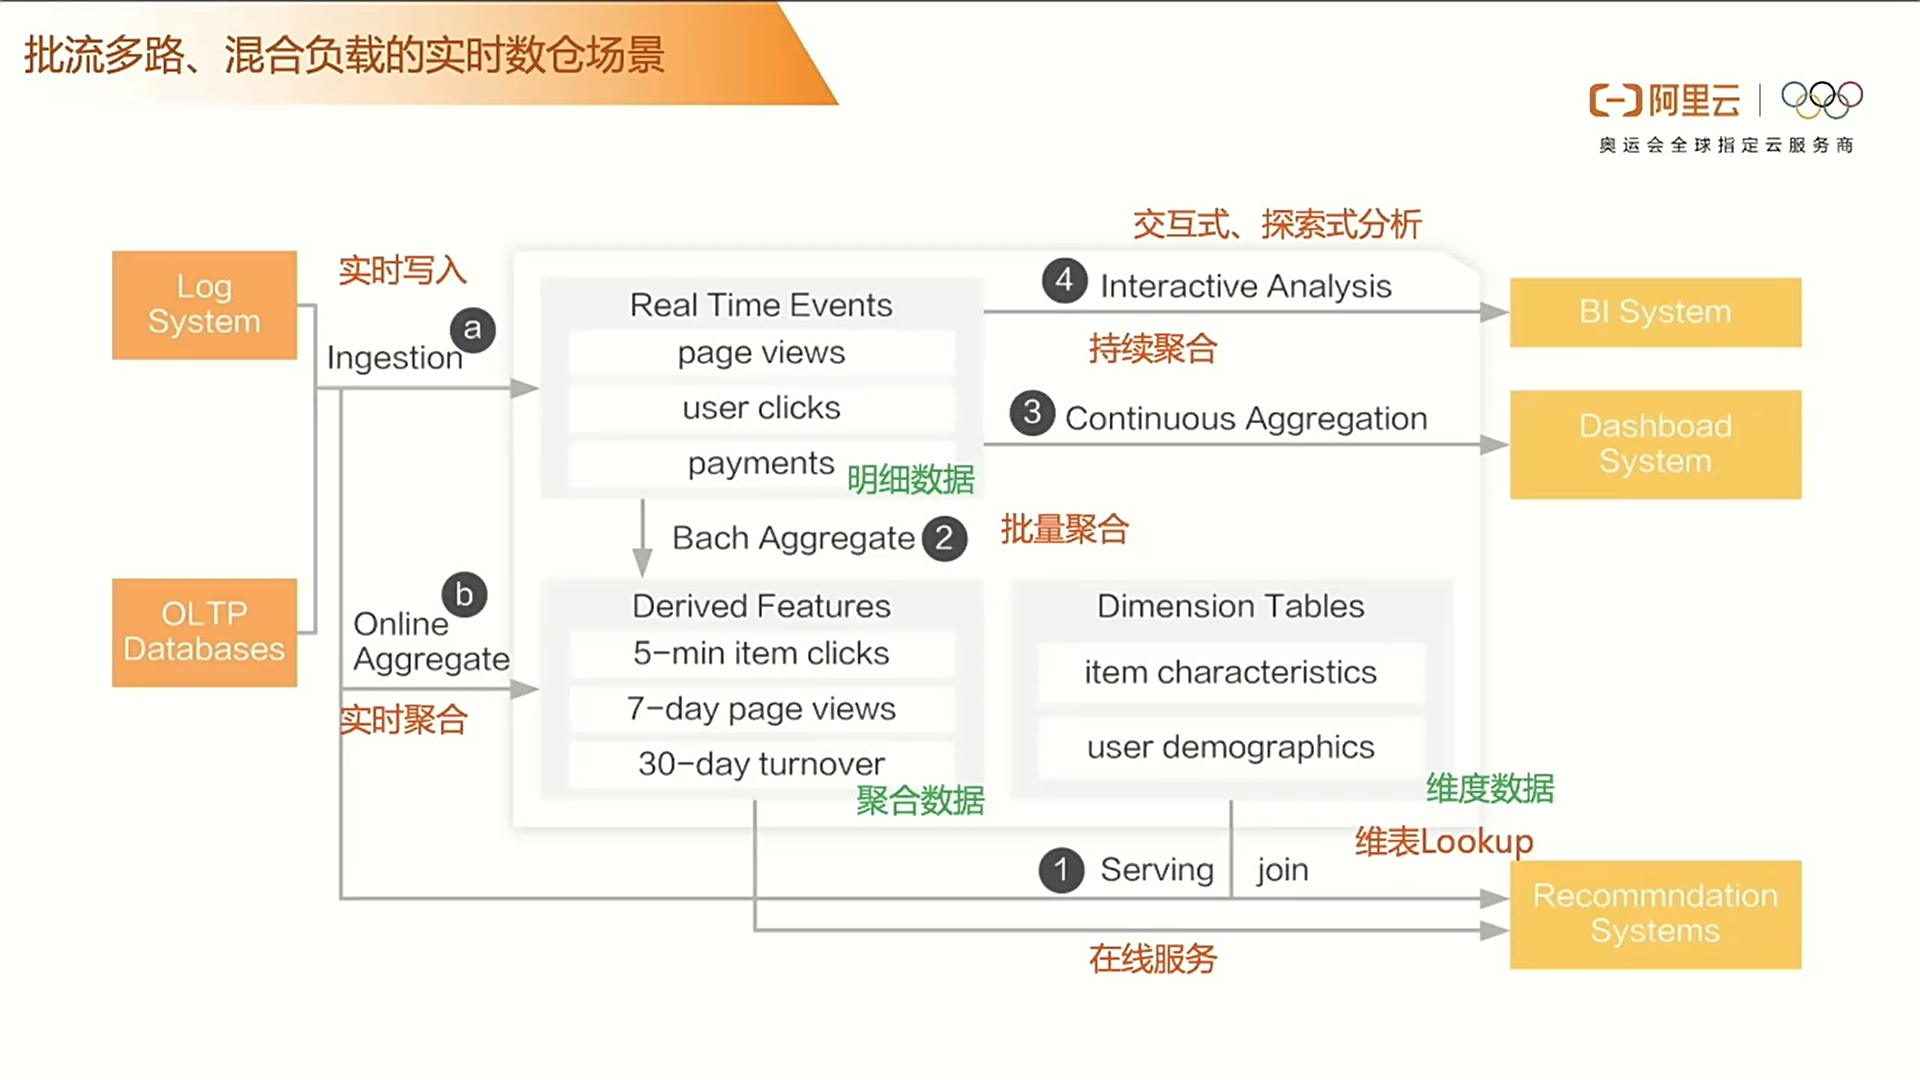 批流多路、混合负载的实时数仓场景
阿里云
奥运会全球指定云服务商
交互式、探索式分析
Log
System
实时写入
a
Ingestion
Real Time Events
page views
user clicks
payments
明细数据
4 Interactive Analysis
BI System
持续聚合
3 Continuous Aggregation
Dashboad
System
Bach Aggregate 2
批量聚合
OLTP
Databases
b
Online
Aggregate
实时聚合
Derived Features
5-min item clicks
7-day page views
30-day turnover
聚合数据
Dimension Tables
item characteristics
user demographics
维度数据
维表Lookup
1 Serving
join
Recommndation
Systems
在线服务